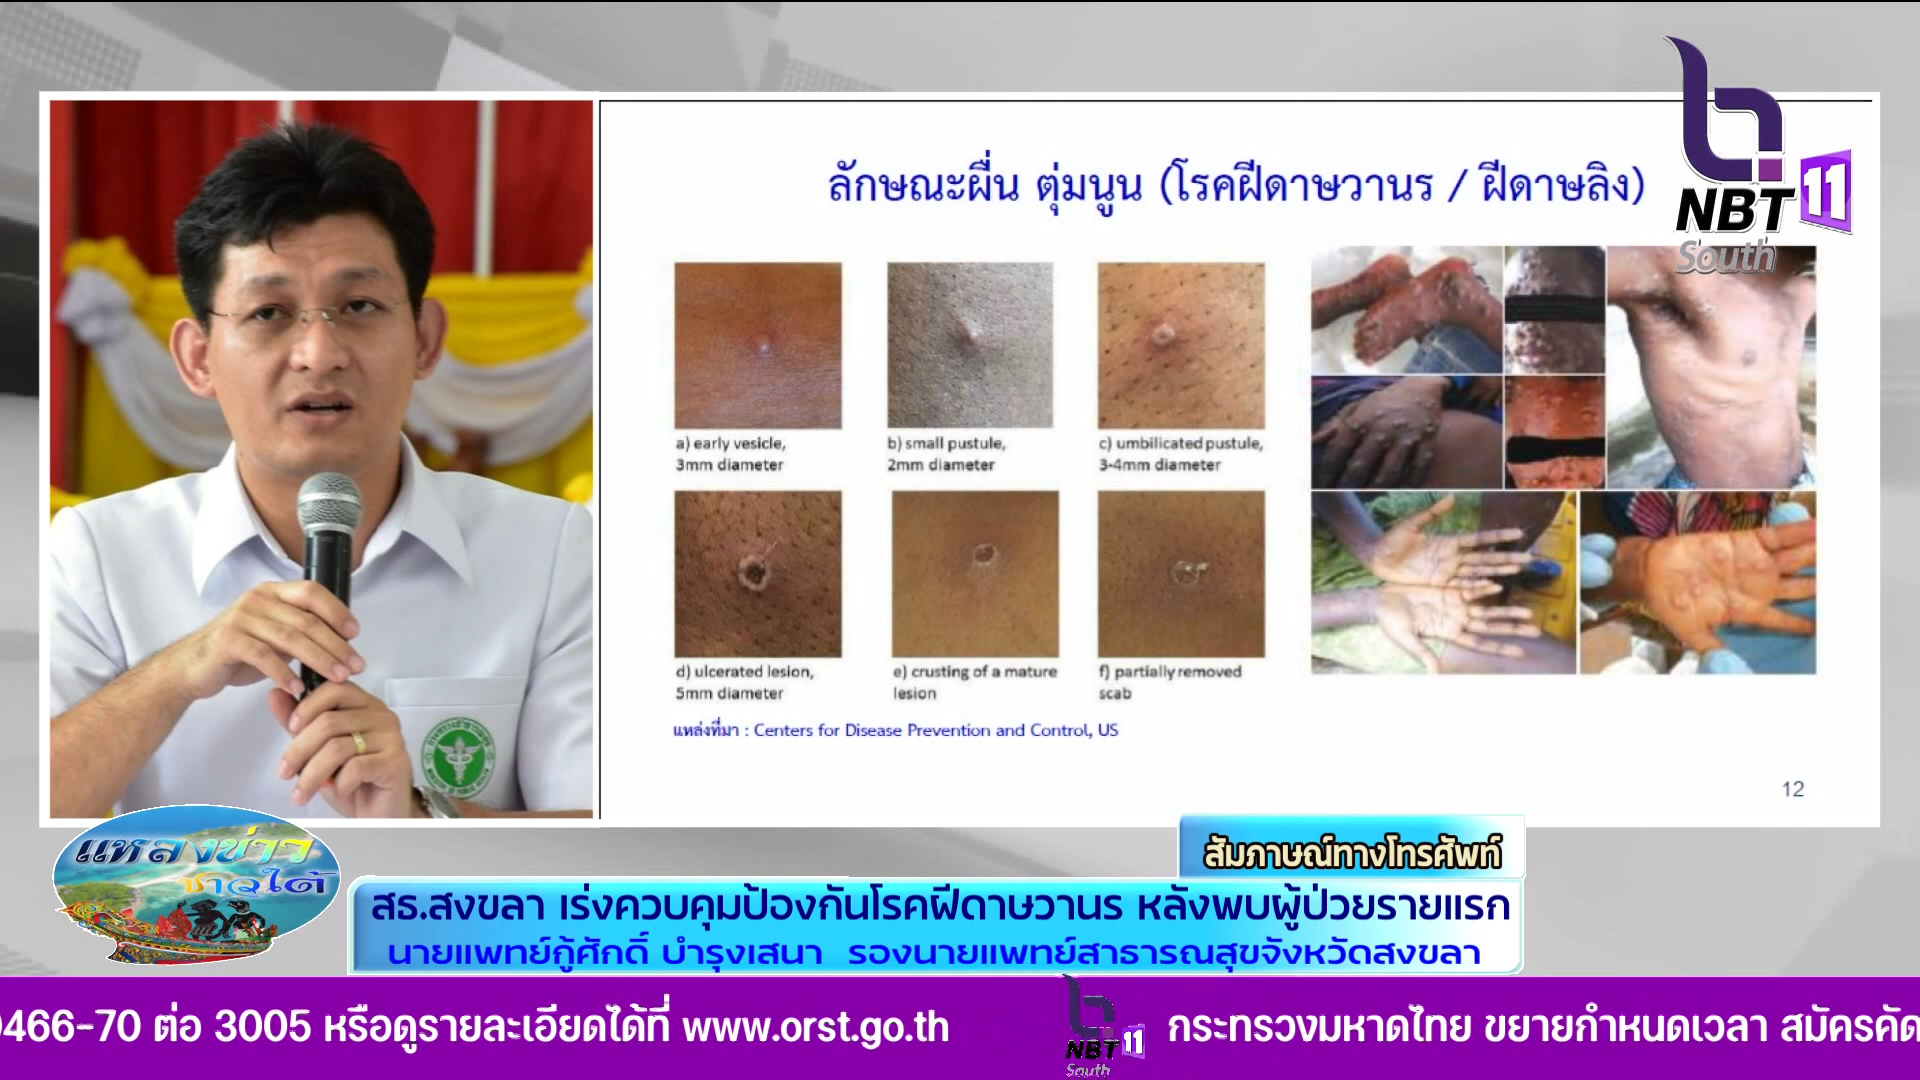 NBT 11
South
ลักษณะผื่น ตุ่มนูน (โรคฝีดาษวานร / ฝีดาษลิง)
a) early vesicle,
3mm diameter
b) small pustule,
2mm diameter
c) umbilicated pustule,
3-4mm diameter
d) ulcerated lesion,
5mm diameter
e) crusting of a mature
lesion
f) partially removed
scab
แหล่งที่มา : Centers for Disease Prevention and Control, US
12
แหลงข่าว
ชาวใต้
สัมภาษณ์ทางโทรศัพท์
สธ.สงขลา เร่งควบคุมป้องกันโรคฝีดาษวานร หลังพบผู้ป่วยรายแรก
นายแพทย์กู้ศักดิ์ บำรุงเสนา รองนายแพทย์สาธารณสุขจังหวัดสงขลา
466-70 ต่อ 3005 หรือดูรายละเอียดได้ที่ www.orst.go.th
NBT 11
South
กระทรวงมหาดไทย ขยายกำหนดเวลา สมัครคัด